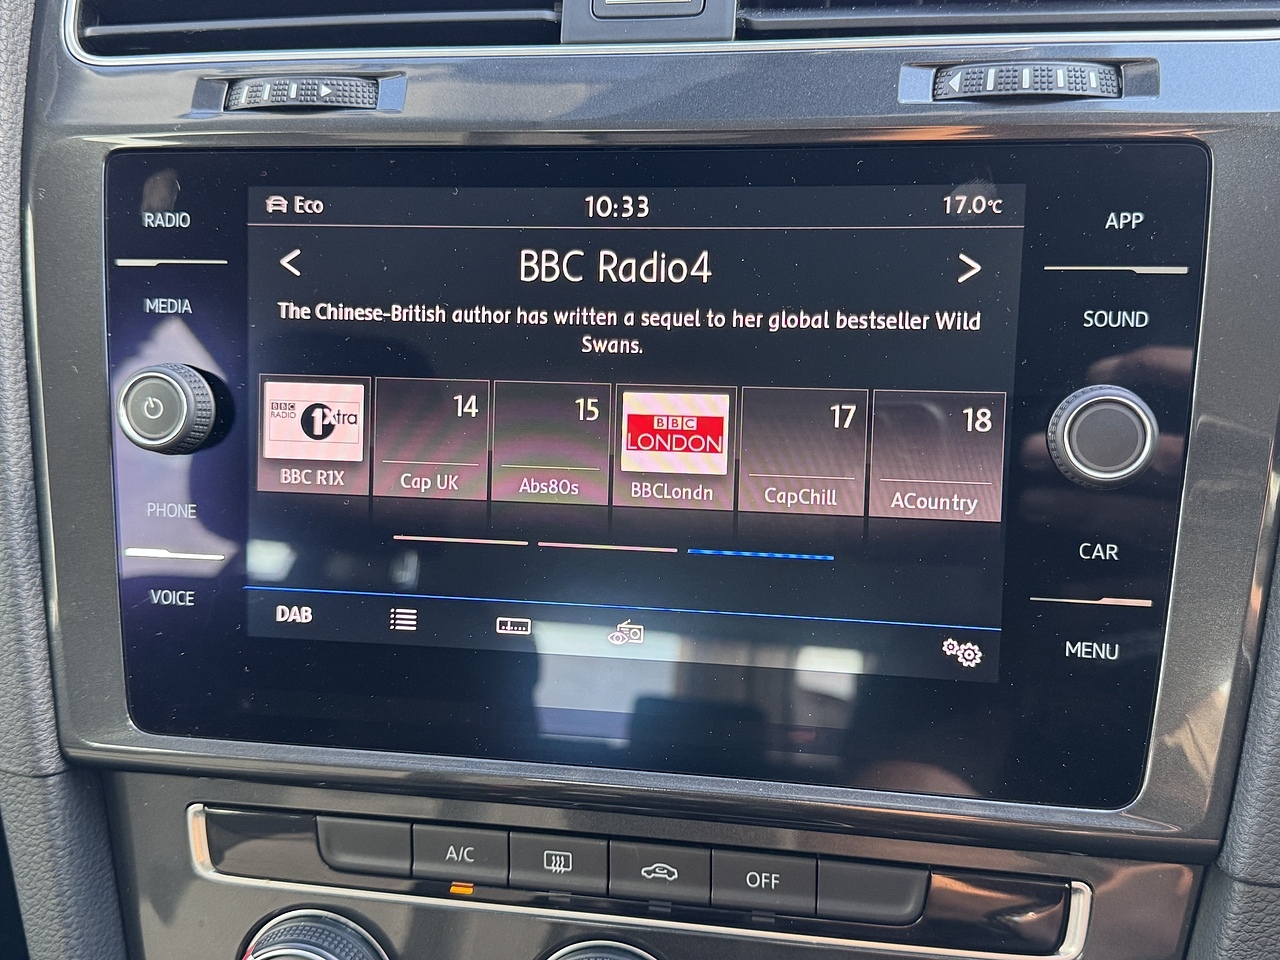 RADIO
MEDIA
PHONE
VOICE
Eco
10:33
17.0°C
< BBC Radio4 >
The Chinese-British author has written a sequel to her global bestseller Wild
Swans.
BBC
RADIO
1Xtra
BBC R1X
14
Cap UK
15
Abs80s
BBC
LONDON
BBCLondn
17
CapChill
18
ACountry
DAB
APP
SOUND
CAR
MENU
A/C
OFF